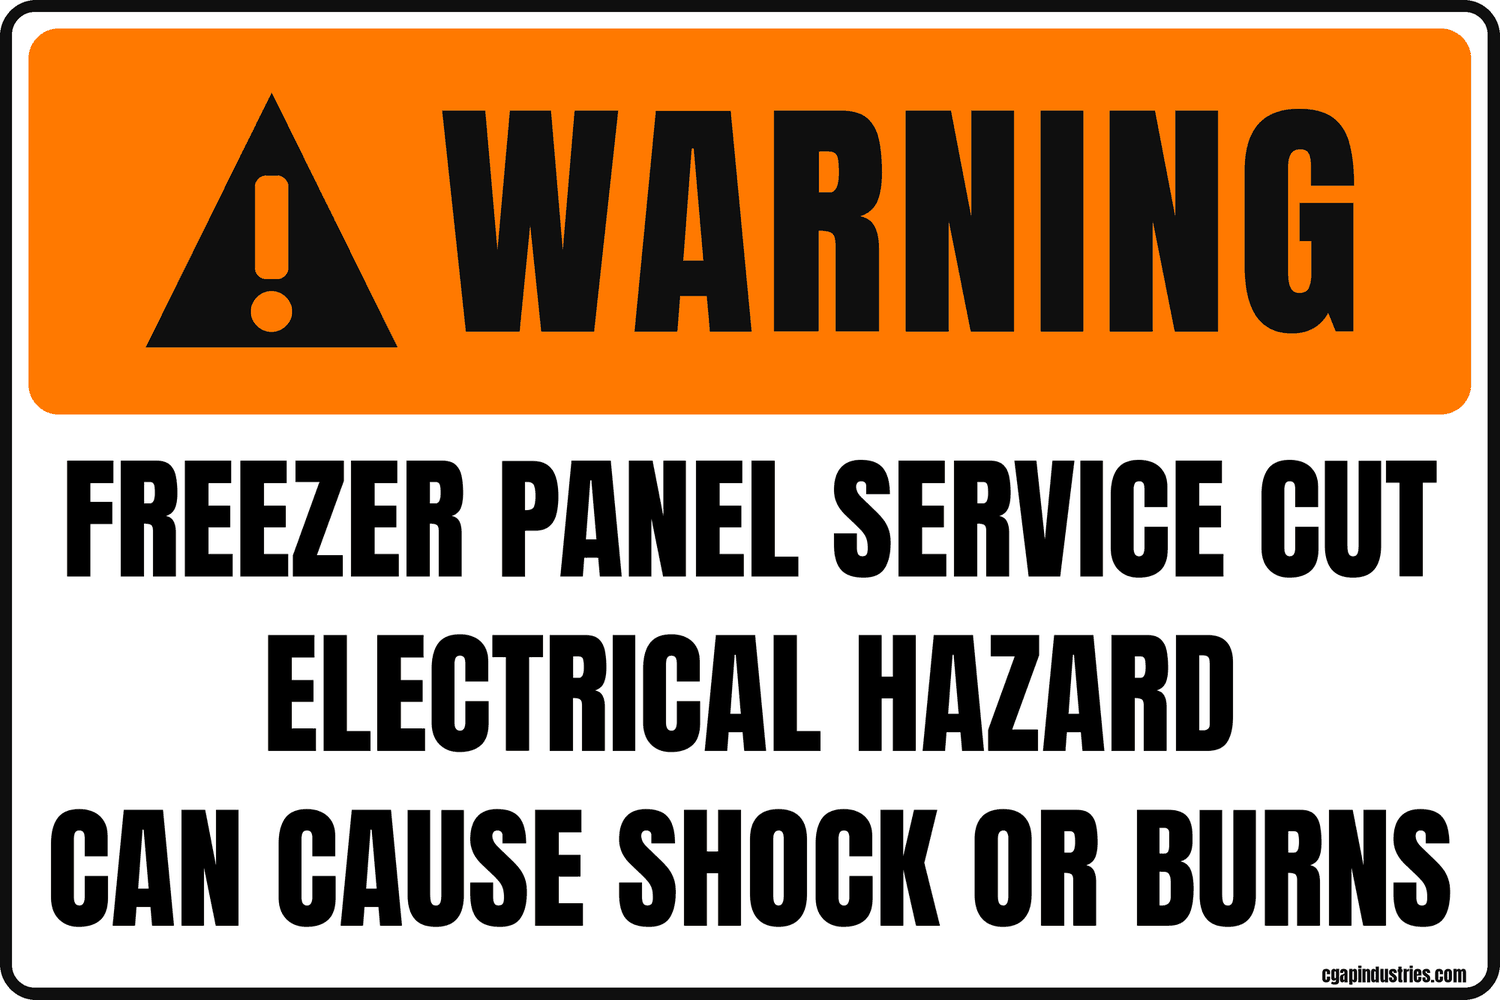 WARNING
FREEZER PANEL SERVICE CUT
ELECTRICAL HAZARD
CAN CAUSE SHOCK OR BURNS
cgapindustries.com